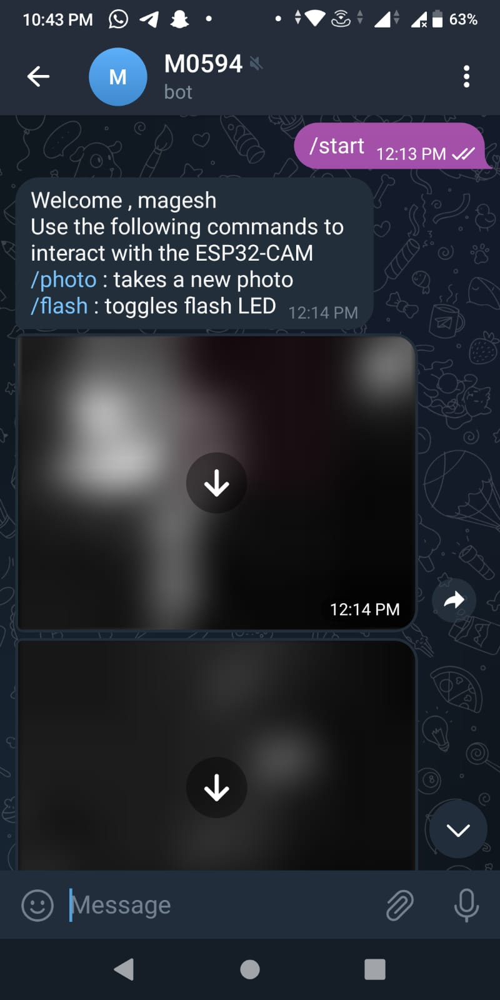 10:43 PM
63%
M
M0594
bot
/start 12:13 PM
Welcome , magesh
Use the following commands to
interact with the ESP32-CAM
/photo : takes a new photo
/flash : toggles flash LED 12:14 PM
12:14 PM
Message